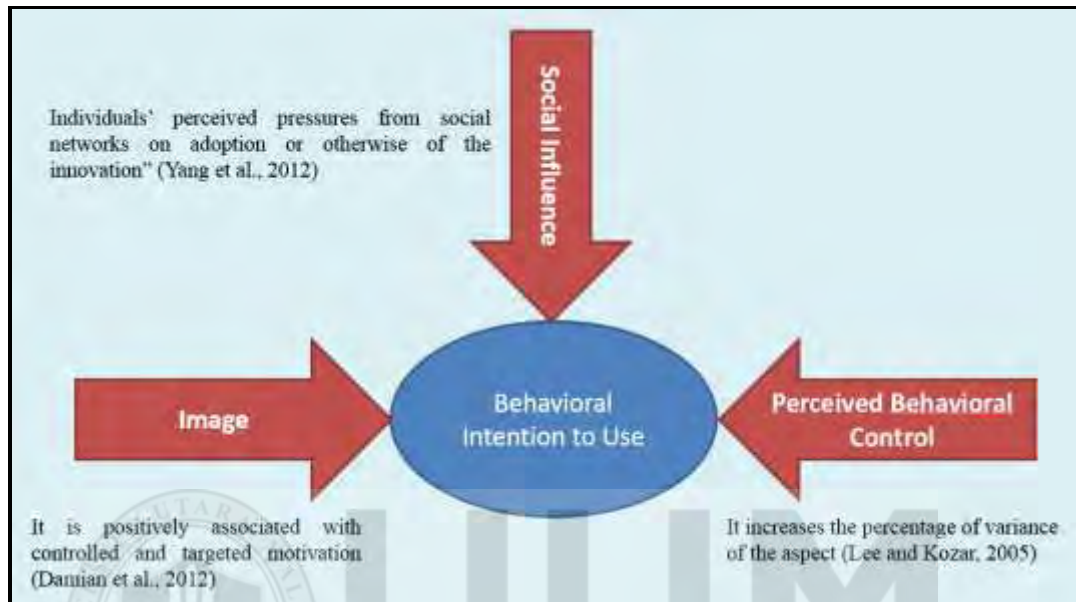 Individuals‘ perceived pressures from social
networks on adoption or otherwise of the
innovation” (Yang et al., 2012)
Social Influence
Image
Behavioral
Intention to Use
Perceived Behavioral
Control
It is positively associated with
controlled and targeted motivation
(Damian et al., 2012)
It increases the percentage of variance
of the aspect (Lee and Kozar, 2005)
UTAR
UUM